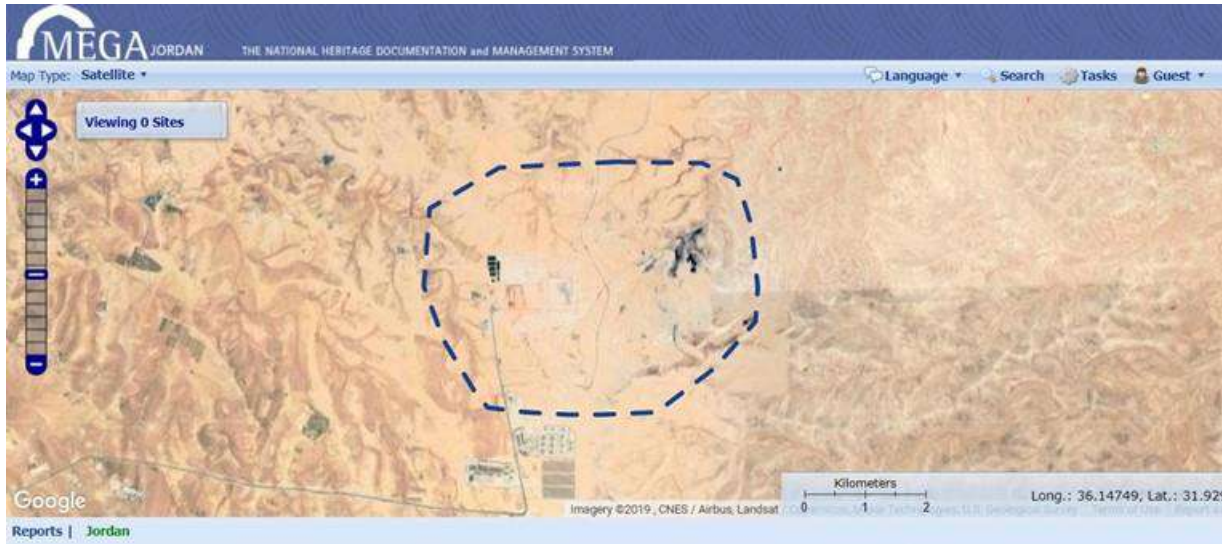 MEGA JORDAN THE NATIONAL HERITAGE DOCUMENTATION and MANAGEMENT SYSTEM
Map Type: Satellite Language Search Tasks Guest
Viewing 0 Sites
Kilometers
0 1 2
Long.: 36.14749, Lat.: 31.929
Google
Imagery ©2019 , CNES / Airbus, Landsat
Reports | Jordan